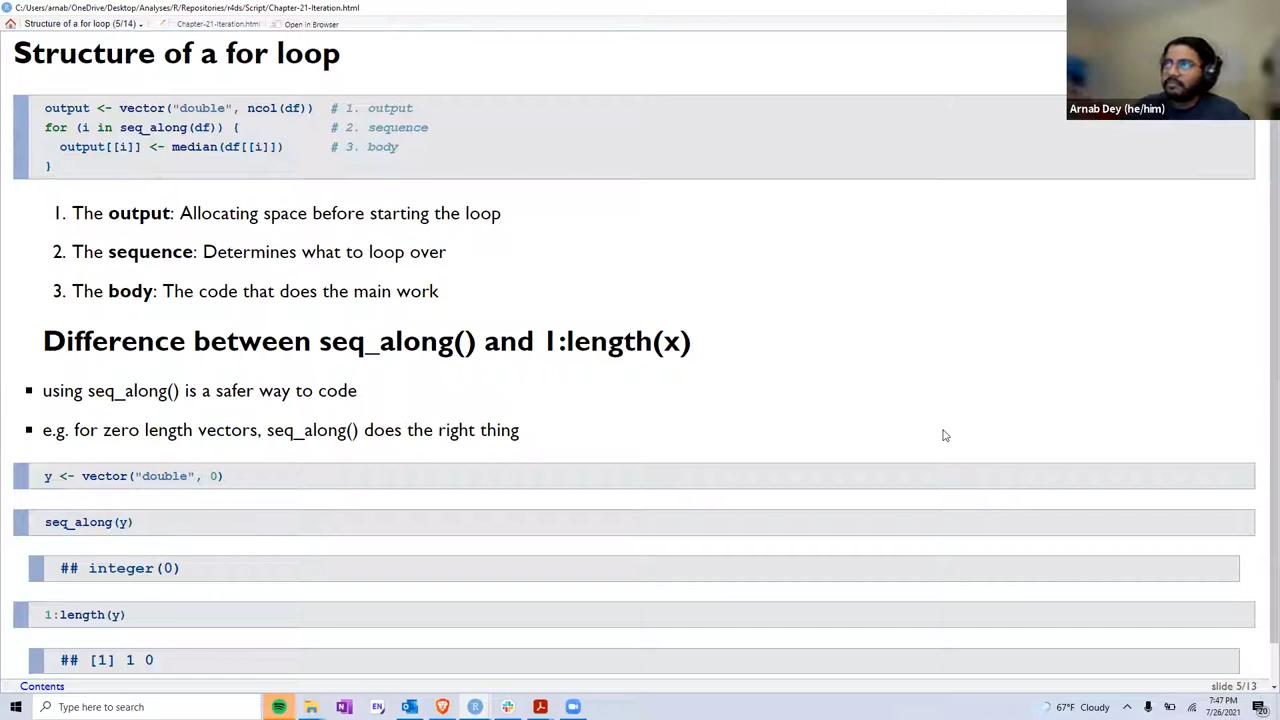 C:/Users/arnab/OneDrive/Desktop/Analyses/R/Repositories/r4ds/Script/Chapter-21-Iteration.html
Structure of a for loop (5/14)
Chapter-21-Iteration.html
Open in Browser
Structure of a for loop
output <- vector("double", ncol(df))  # 1. output
for (i in seq_along(df)) {            # 2. sequence
  output[[i]] <- median(df[[i]])      # 3. body
}
1. The output: Allocating space before starting the loop
2. The sequence: Determines what to loop over
3. The body: The code that does the main work
Difference between seq_along() and 1:length(x)
using seq_along() is a safer way to code
e.g. for zero length vectors, seq_along() does the right thing
y <- vector("double", 0)
seq_along(y)
## integer(0)
1:length(y)
## [1] 1 0
Contents
slide 5/13
Arnab Dey (he/him)
Type here to search
EN
67°F Cloudy
7:47 PM
7/26/2021
20